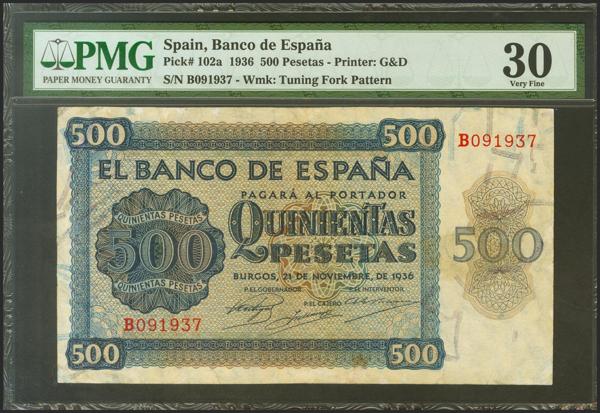 PMG
PAPER MONEY GUARANTY
Spain, Banco de España
Pick# 102a 1936 500 Pesetas - Printer: G&D
S/N B091937 - Wmk: Tuning Fork Pattern
30
Very Fine
500
500
B091937
EL BANCO DE ESPAÑA
PAGARÁ AL PORTADOR
QUINIENTAS
PESETAS
QUINIENTAS PESETAS
500
QUINIENTAS PESETAS
500
BURGOS, 21 DE NOVIEMBRE, DE 1936
P.EL GOBERNADOR
P.EL CAJERO
P.EL INTERVENTOR
B091937
500
500